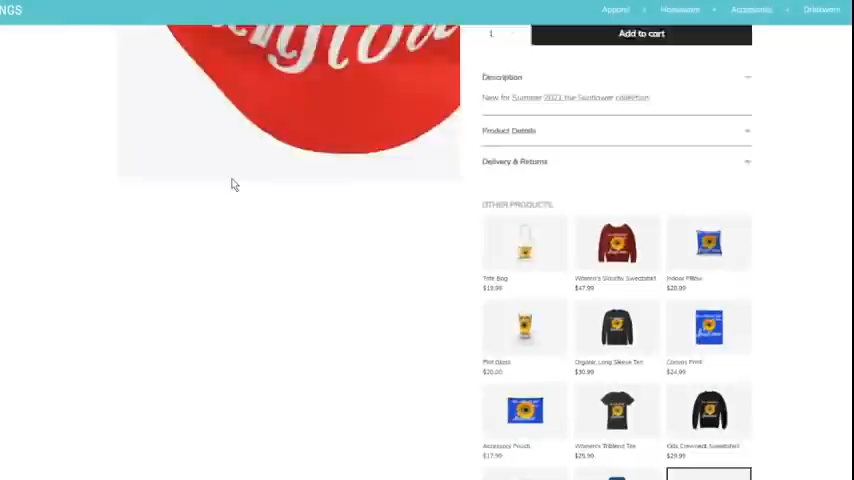 NGS
Apparel • Homeware • Accessories • Drinkware
1
Add to cart
Description
New for Summer 2021, the Sunflower collection
Product Details
Delivery & Returns
OTHER PRODUCTS
Tote Bag
$19.99
Women's Slouchy Sweatshirt
$47.99
Indoor Pillow
$28.99
Pint Glass
$20.00
Organic Long Sleeve Tee
$30.99
Canvas Print
$24.99
Accessory Pouch
$17.99
Women's Triblend Tee
$25.99
Kids Crewneck Sweatshirt
$29.99